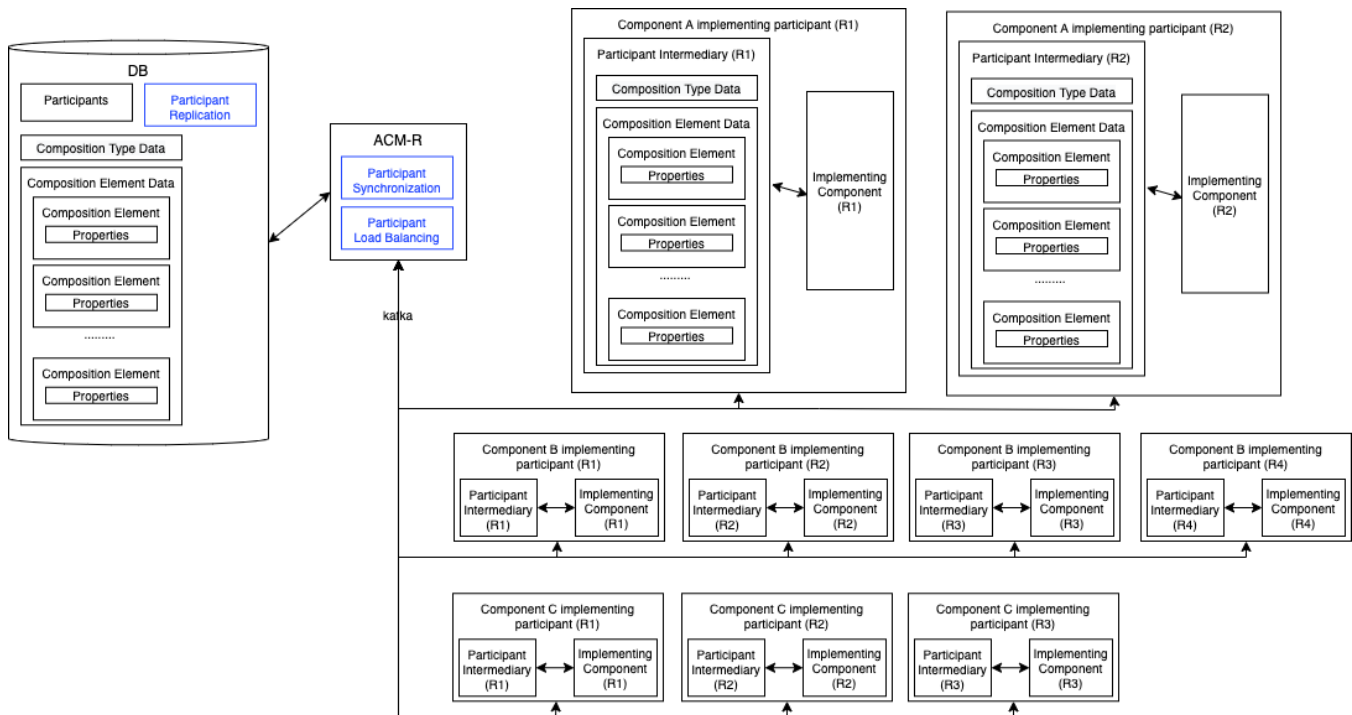 DB
Participants
Participant
Replication
Composition Type Data
Composition Element Data
Composition Element
Properties
Composition Element
Properties
.........
Composition Element
Properties
ACM-R
Participant
Synchronization
Participant
Load Balancing
kafka
Component A implementing participant (R1)
Participant Intermediary (R1)
Composition Type Data
Composition Element Data
Composition Element
Properties
Composition Element
Properties
.........
Composition Element
Properties
Implementing
Component
(R1)
Component A implementing participant (R2)
Participant Intermediary (R2)
Composition Type Data
Composition Element Data
Composition Element
Properties
Composition Element
Properties
.........
Composition Element
Properties
Implementing
Component
(R2)
Component B implementing
participant (R1)
Participant
Intermediary
(R1)
Implementing
Component
(R1)
Component B implementing
participant (R2)
Participant
Intermediary
(R2)
Implementing
Component
(R2)
Component B implementing
participant (R3)
Participant
Intermediary
(R3)
Implementing
Component
(R3)
Component B implementing
participant (R4)
Participant
Intermediary
(R4)
Implementing
Component
(R4)
Component C implementing
participant (R1)
Participant
Intermediary
(R1)
Implementing
Component
(R1)
Component C implementing
participant (R2)
Participant
Intermediary
(R2)
Implementing
Component
(R2)
Component C implementing
participant (R3)
Participant
Intermediary
(R3)
Implementing
Component
(R3)